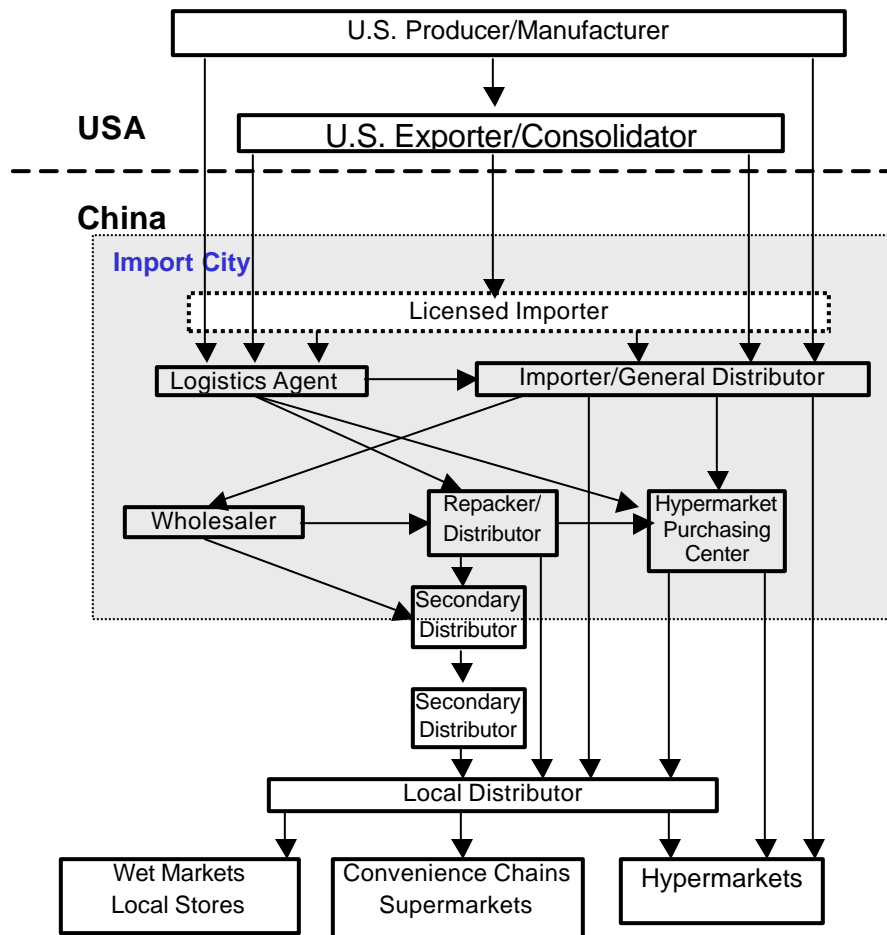 U.S. Producer/Manufacturer
USA
U.S. Exporter/Consolidator
China
Import City
Licensed Importer
Logistics Agent
Importer/General Distributor
Wholesaler
Repacker/
Distributor
Hypermarket
Purchasing
Center
Secondary
Distributor
Secondary
Distributor
Local Distributor
Wet Markets
Local Stores
Convenience Chains
Supermarkets
Hypermarkets